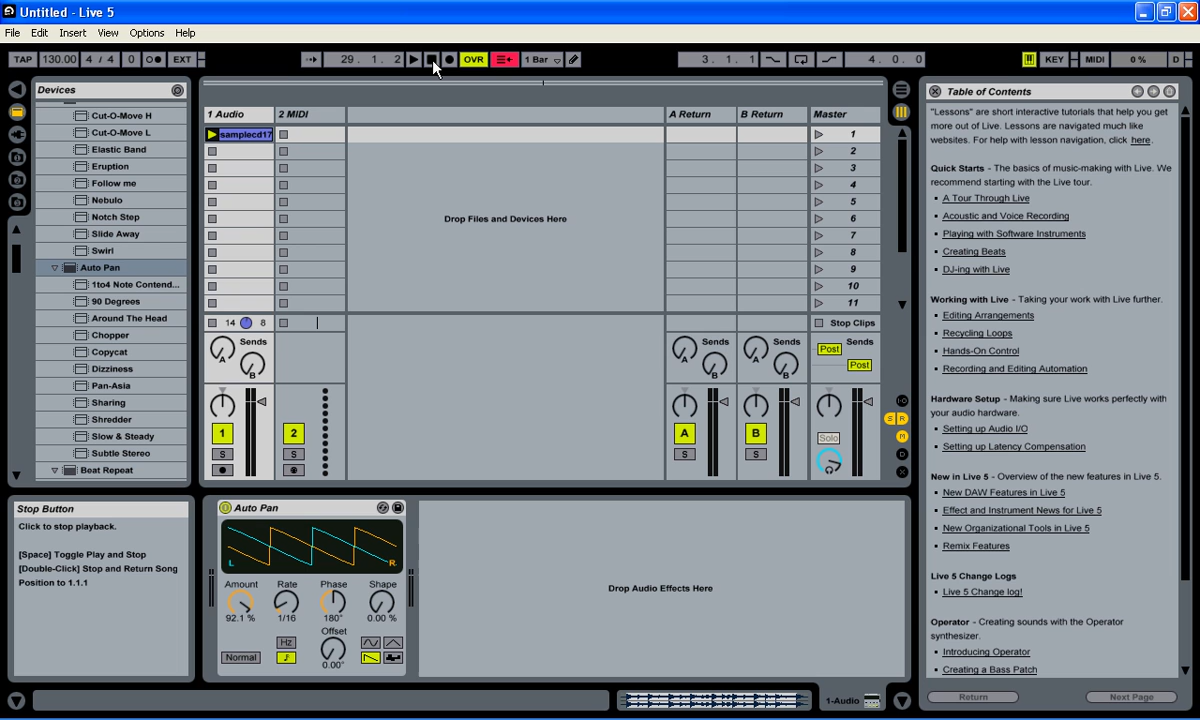 Untitled - Live 5
File Edit Insert View Options Help
TAP 130.00 4 / 4 0 EXT 29 . 1 . 2 OVR 1 Bar 3 . 1 . 1 4 . 0 . 0 KEY MIDI 0 % D
Devices
Cut-O-Move H
Cut-O-Move L
Elastic Band
Eruption
Follow me
Nebulo
Notch Step
Slide Away
Swirl
Auto Pan
1to4 Note Contend...
90 Degrees
Around The Head
Chopper
Copycat
Dizziness
Pan-Asia
Sharing
Shredder
Slow & Steady
Subtle Stereo
Beat Repeat
1 Audio 2 MIDI A Return B Return Master
samplecd17 1
2
3
4
5
Drop Files and Devices Here 6
7
8
9
10
11
14 8 Stop Clips
Sends Sends Sends Sends
A B A B A B Post Post
1 2 A B Solo
S S S S
I-O
S R
M
D
X
Table of Contents
"Lessons" are short interactive tutorials that help you get
more out of Live. Lessons are navigated much like
websites. For help with lesson navigation, click here.
Quick Starts - The basics of music-making with Live. We
recommend starting with the Live tour.
A Tour Through Live
Acoustic and Voice Recording
Playing with Software Instruments
Creating Beats
DJ-ing with Live
Working with Live - Taking your work with Live further.
Editing Arrangements
Recycling Loops
Hands-On Control
Recording and Editing Automation
Hardware Setup - Making sure Live works perfectly with
your audio hardware.
Setting up Audio I/O
Setting up Latency Compensation
New in Live 5 - Overview of the new features in Live 5.
New DAW Features in Live 5
Effect and Instrument News for Live 5
New Organizational Tools in Live 5
Remix Features
Live 5 Change Logs
Live 5 Change log!
Operator - Creating sounds with the Operator
synthesizer.
Introducing Operator
Creating a Bass Patch
Return Next Page
Stop Button
Click to stop playback.
[Space] Toggle Play and Stop
[Double-Click] Stop and Return Song
Position to 1.1.1
Auto Pan
L R
Amount Rate Phase Shape
92.1 % 1/16 180° 0.00 %
Offset
Hz
Normal 0.00°
Drop Audio Effects Here
1-Audio